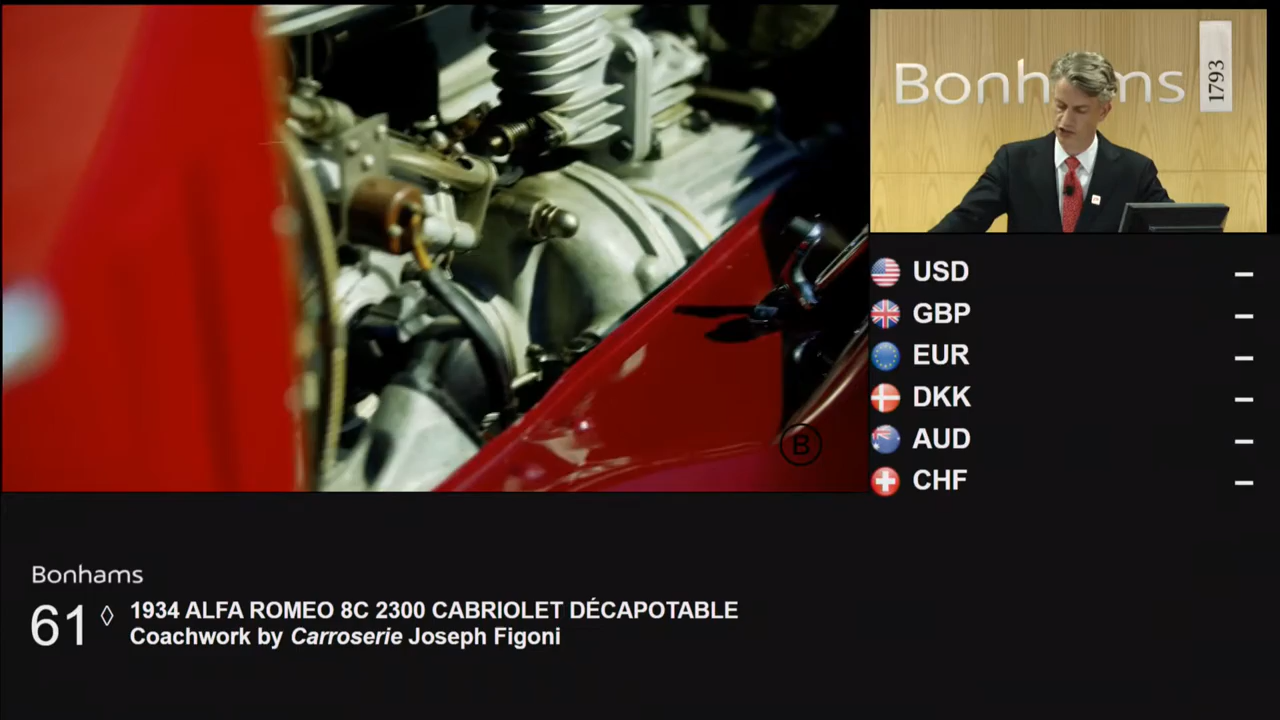 Bonhams
1793
USD –
GBP –
EUR –
DKK –
AUD –
CHF –
B
Bonhams
61 ◊ 1934 ALFA ROMEO 8C 2300 CABRIOLET DÉCAPOTABLE
Coachwork by Carroserie Joseph Figoni